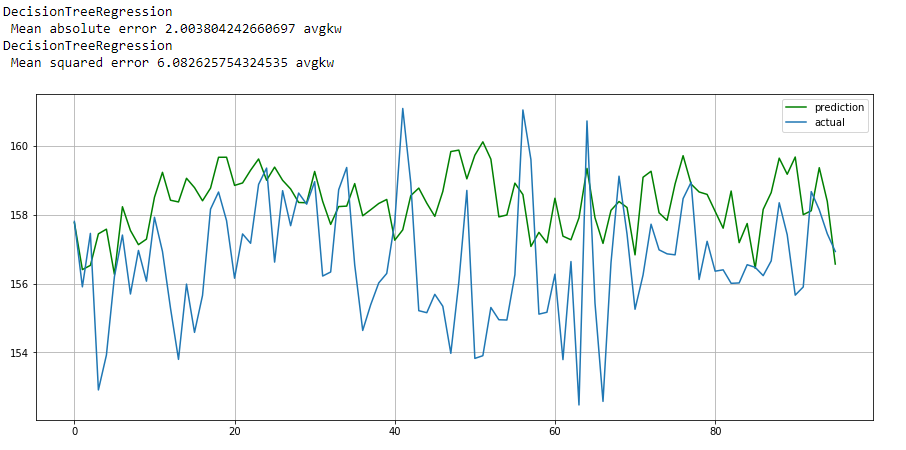 DecisionTreeRegression
Mean absolute error 2.003804242660697 avgkw
DecisionTreeRegression
Mean squared error 6.082625754324535 avgkw
prediction
actual
160
158
156
154
0 20 40 60 80